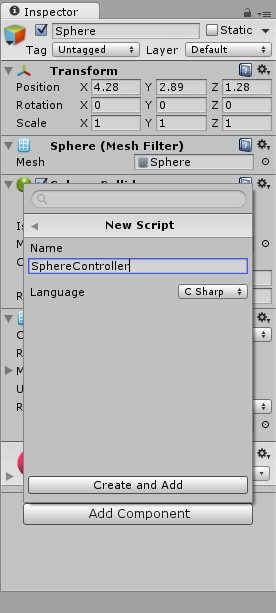 Inspector
Sphere Static
Tag Untagged Layer Default
Transform
Position X 4.28 Y 2.89 Z 1.28
Rotation X 0 Y 0 Z 0
Scale X 1 Y 1 Z 1
Sphere (Mesh Filter)
Mesh Sphere
New Script
Name
SphereController
Language C Sharp
Create and Add
Add Component